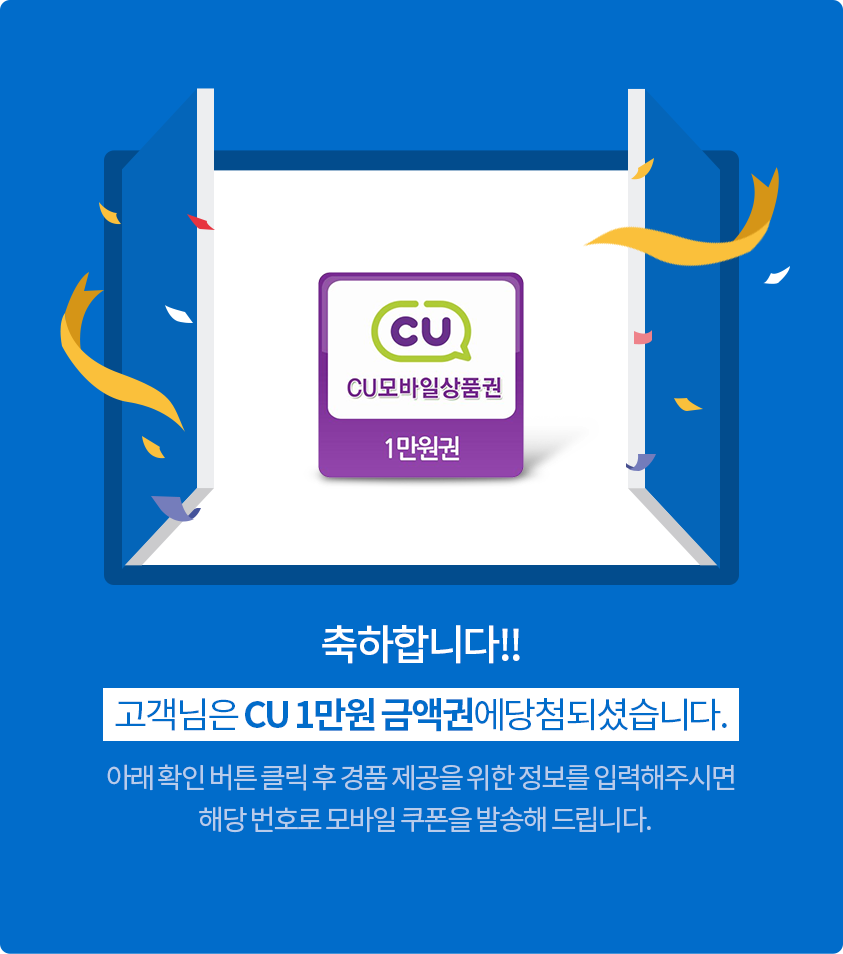 CU
CU모바일상품권
1만원권
축하합니다!!
고객님은 CU 1만원 금액권에당첨되셨습니다.
아래 확인 버튼 클릭 후 경품 제공을 위한 정보를 입력해주시면
해당 번호로 모바일 쿠폰을 발송해 드립니다.